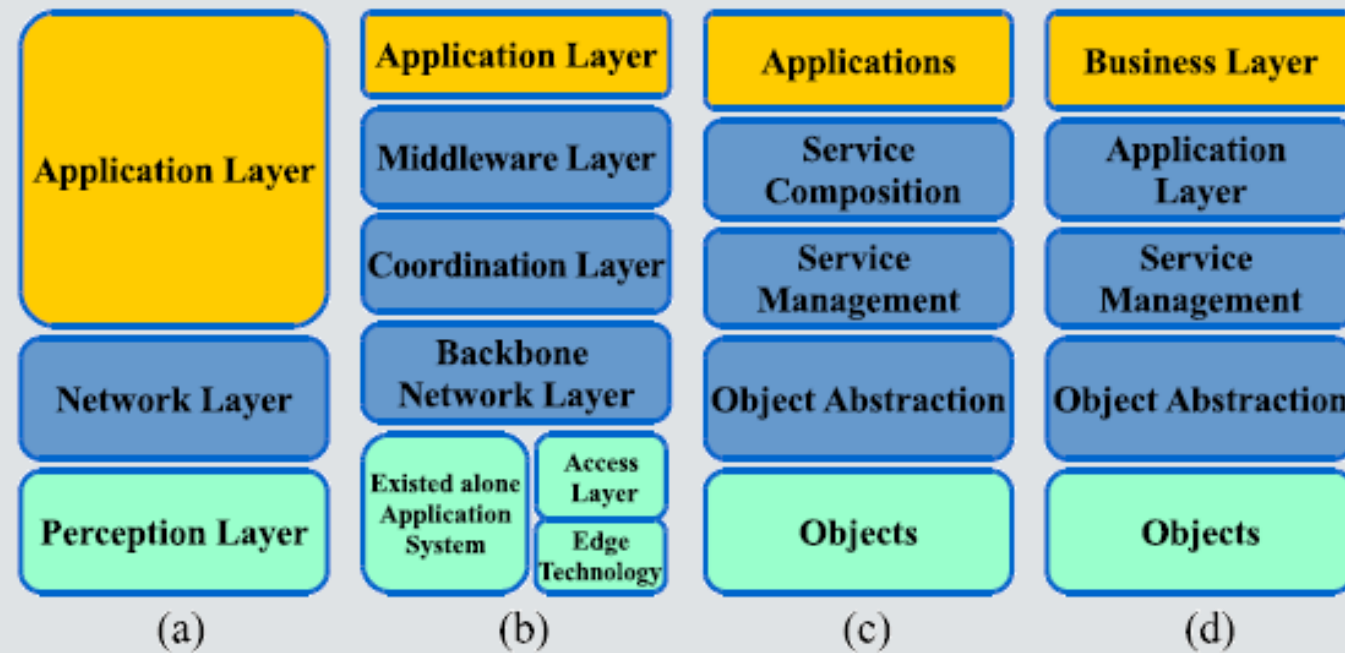 Application Layer
Network Layer
Perception Layer
(a)
Application Layer
Middleware Layer
Coordination Layer
Backbone
Network Layer
Existed alone
Application
System
Access
Layer
Edge
Technology
(b)
Applications
Service
Composition
Service
Management
Object Abstraction
Objects
(c)
Business Layer
Application
Layer
Service
Management
Object Abstraction
Objects
(d)